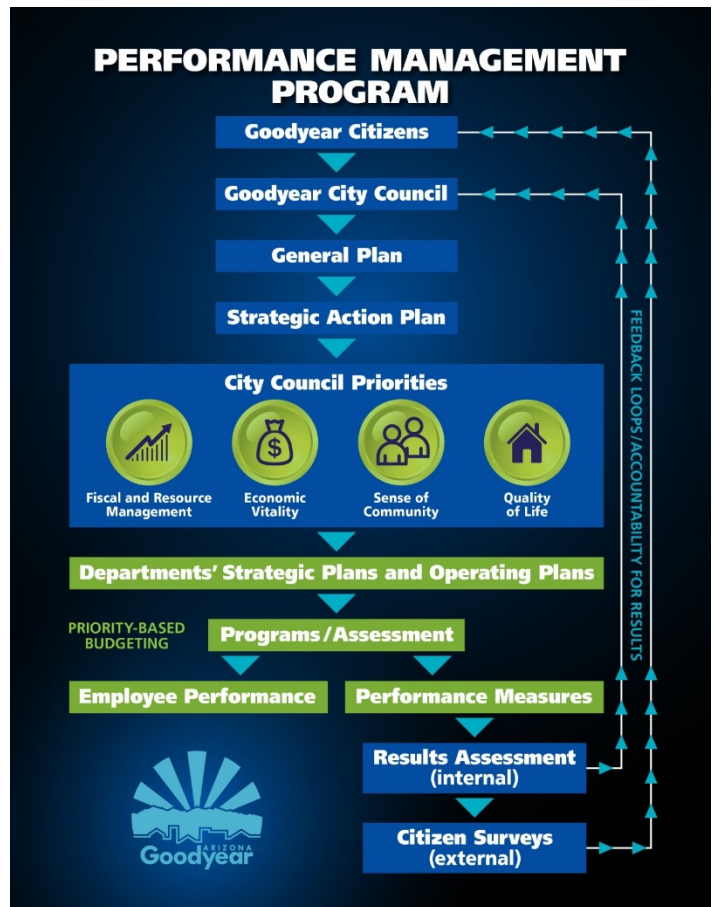 PERFORMANCE MANAGEMENT
PROGRAM
Goodyear Citizens
Goodyear City Council
General Plan
Strategic Action Plan
City Council Priorities
$
Fiscal and Resource
Management
Economic
Vitality
Sense of
Community
Quality
of Life
Departments' Strategic Plans and Operating Plans
PRIORITY-BASED
BUDGETING
Programs/Assessment
Employee Performance
Performance Measures
Results Assessment
(internal)
Citizen Surveys
(external)
FEEDBACK LOOPS/ACCOUNTABILITY FOR RESULTS
ARIZONA
Goodyear